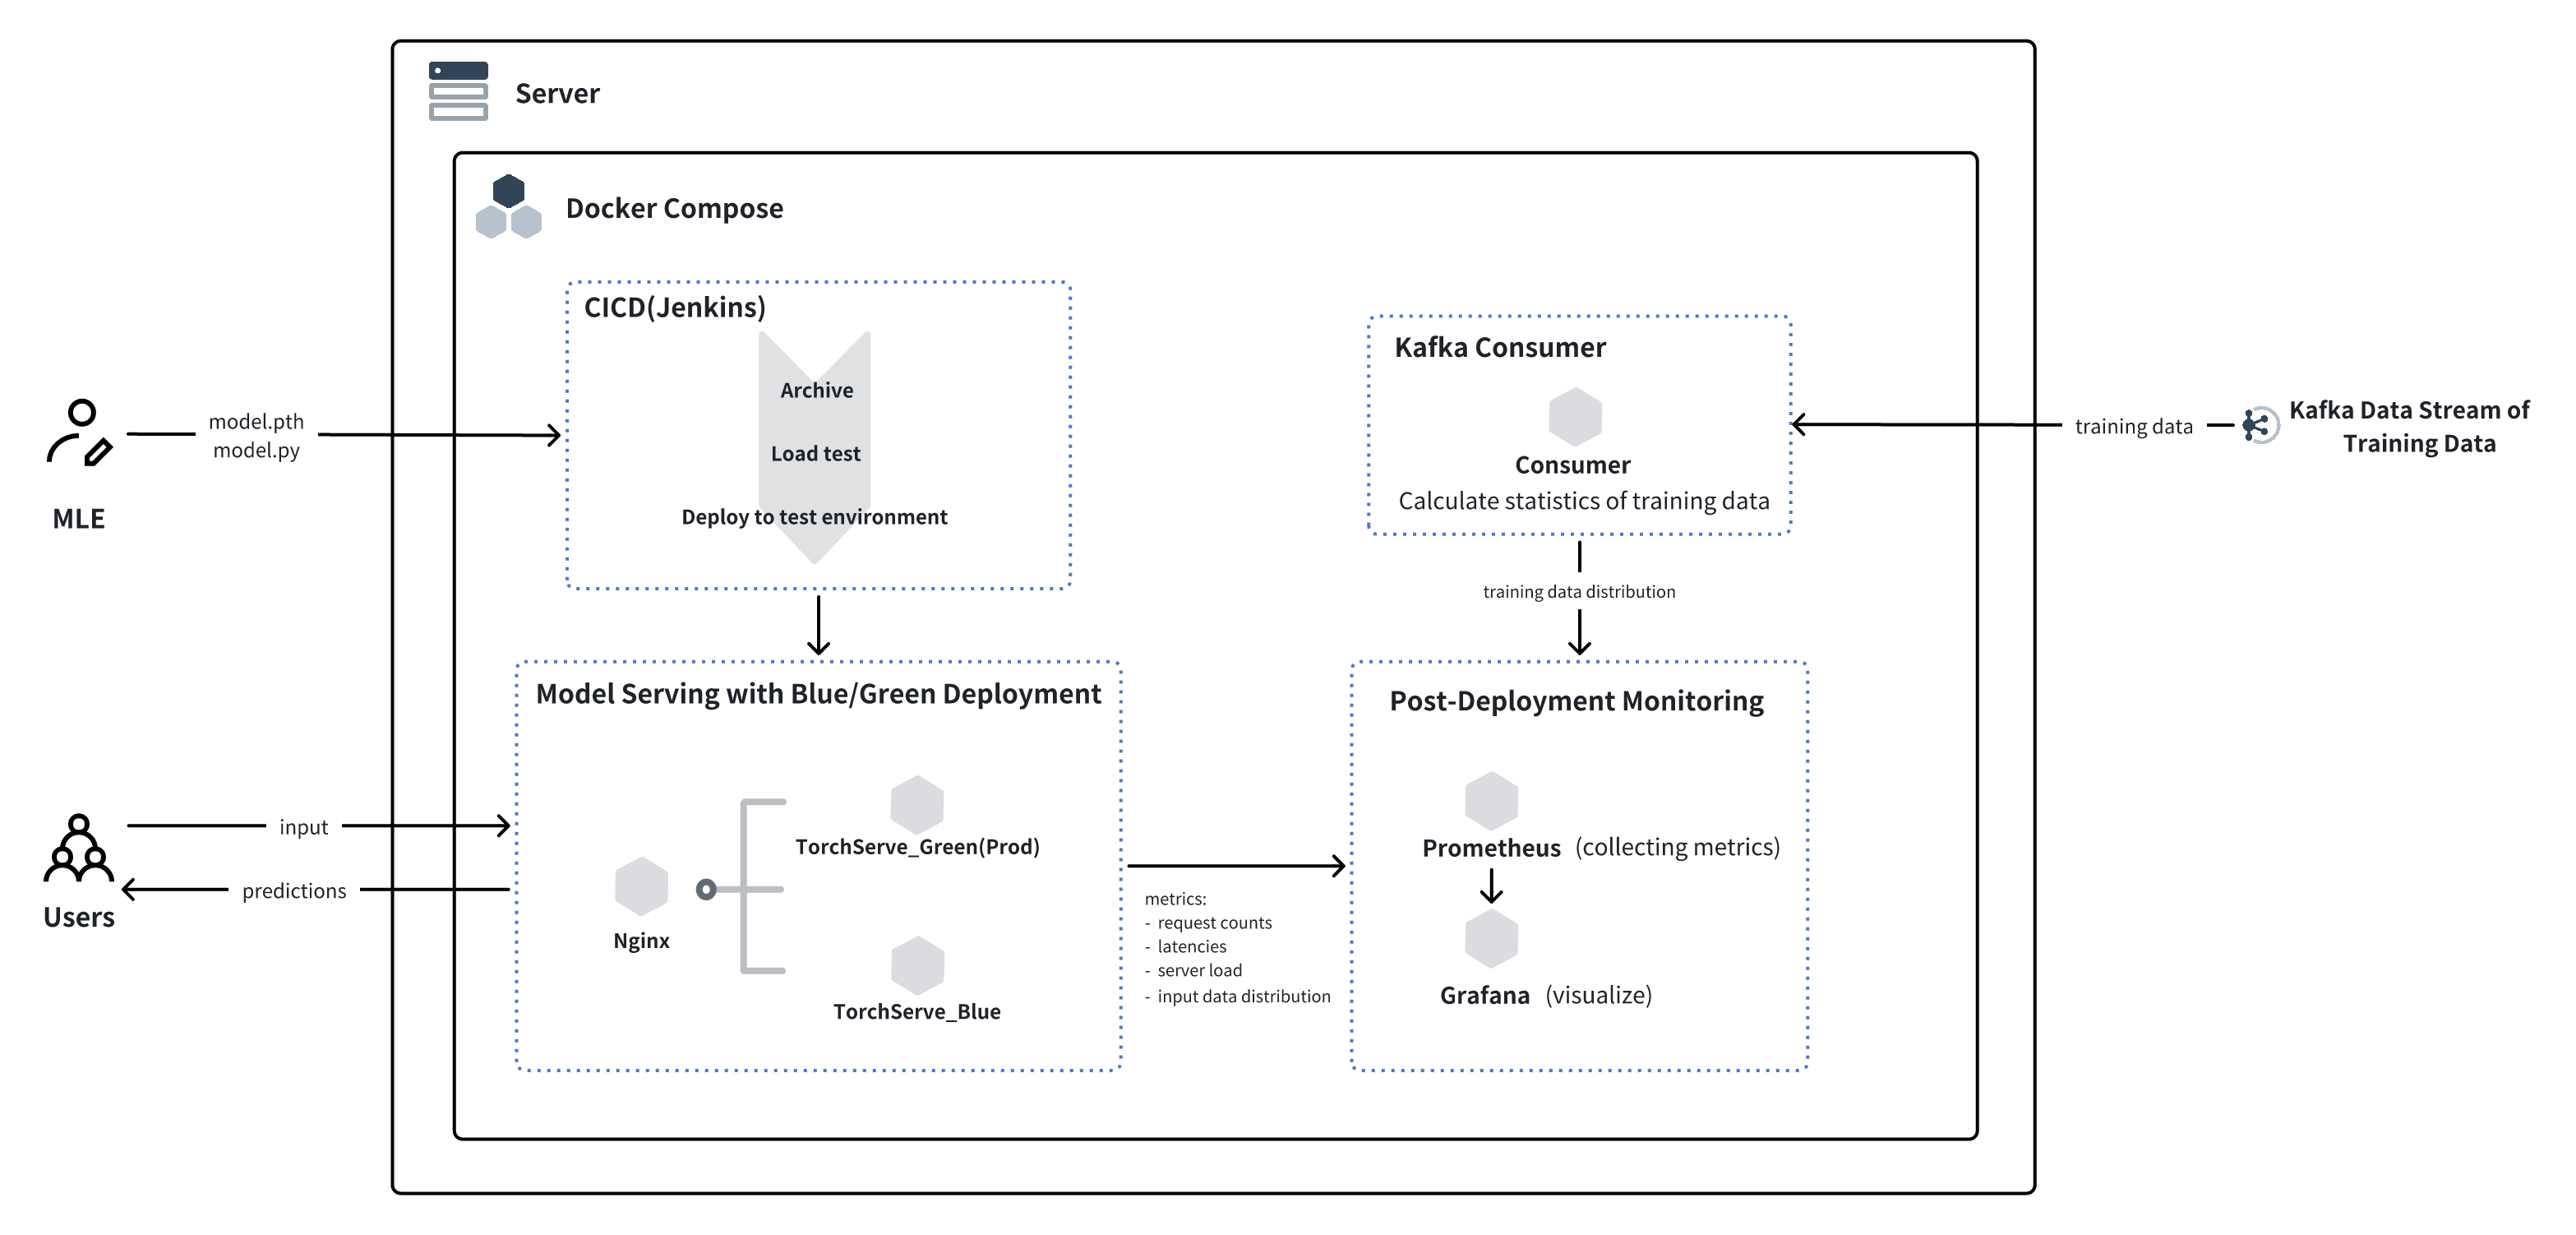 Server
Docker Compose
CICD(Jenkins)
Archive
Load test
Deploy to test environment
model.pth
model.py
MLE
Kafka Consumer
Consumer
Calculate statistics of training data
training data
Kafka Data Stream of
Training Data
training data distribution
Model Serving with Blue/Green Deployment
TorchServe_Green(Prod)
Nginx
TorchServe_Blue
input
predictions
Users
metrics:
- request counts
- latencies
- server load
- input data distribution
Post-Deployment Monitoring
Prometheus (collecting metrics)
Grafana (visualize)